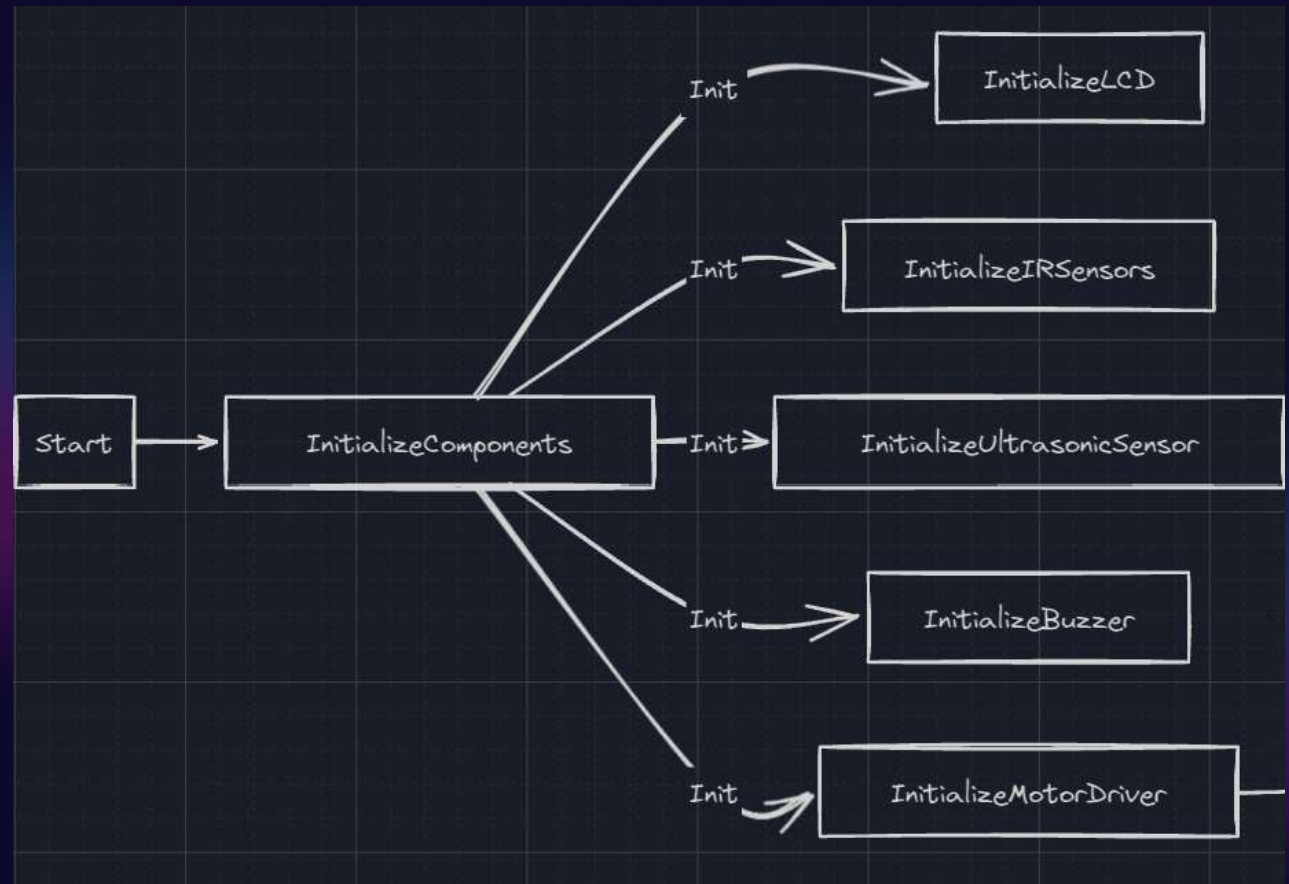 Init
InitializeLCD
Init
InitializeIRSensors
Start
InitializeComponents
Init
InitializeUltrasonicSensor
Init
InitializeBuzzer
Init
InitializeMotorDriver